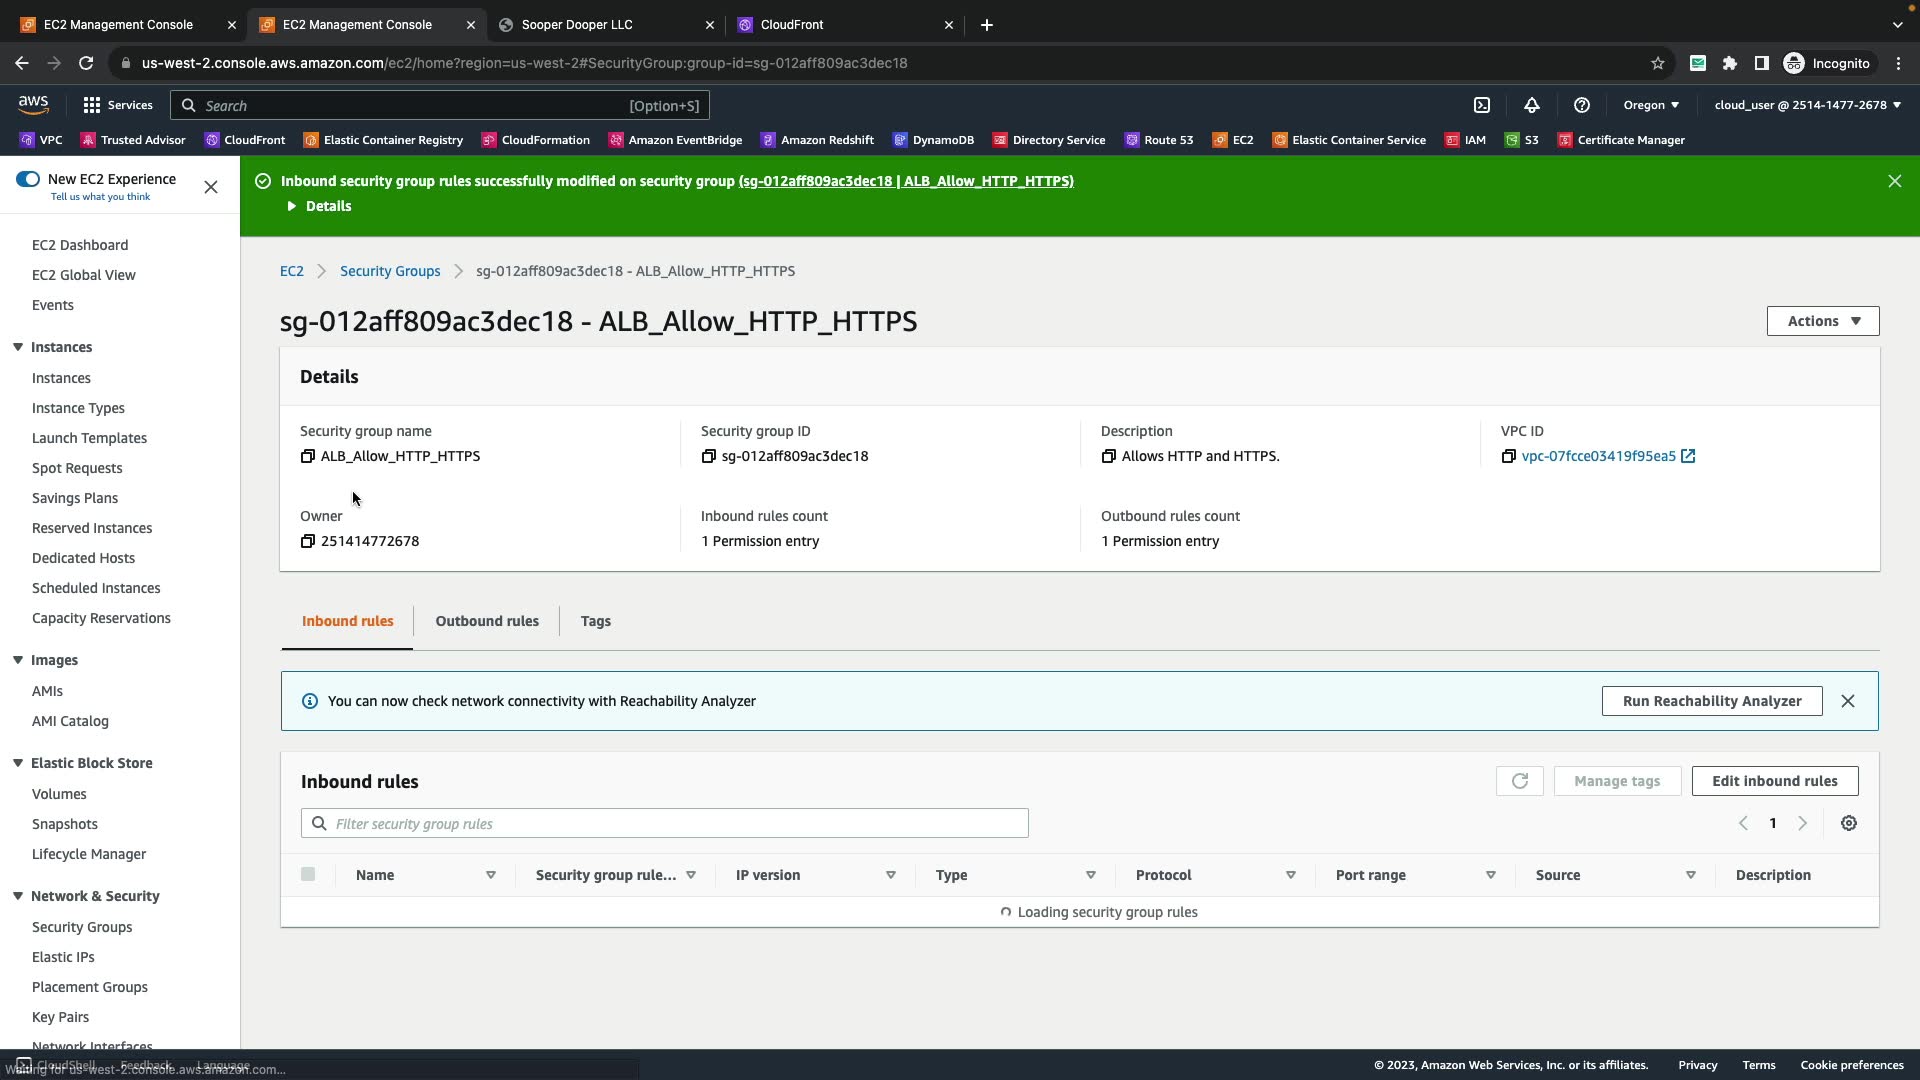 EC2 Management Console
EC2 Management Console
Sooper Dooper LLC
CloudFront
us-west-2.console.aws.amazon.com/ec2/home?region=us-west-2#SecurityGroup:group-id=sg-012aff809ac3dec18
Incognito
aws
Services
Search
[Option+S]
Oregon
cloud_user @ 2514-1477-2678
VPC
Trusted Advisor
CloudFront
Elastic Container Registry
CloudFormation
Amazon EventBridge
Amazon Redshift
DynamoDB
Directory Service
Route 53
EC2
Elastic Container Service
IAM
S3
Certificate Manager
New EC2 Experience
Tell us what you think
EC2 Dashboard
EC2 Global View
Events
Instances
Instances
Instance Types
Launch Templates
Spot Requests
Savings Plans
Reserved Instances
Dedicated Hosts
Scheduled Instances
Capacity Reservations
Images
AMIs
AMI Catalog
Elastic Block Store
Volumes
Snapshots
Lifecycle Manager
Network & Security
Security Groups
Elastic IPs
Placement Groups
Key Pairs
Network Interfaces
Inbound security group rules successfully modified on security group (sg-012aff809ac3dec18 | ALB_Allow_HTTP_HTTPS)
Details
EC2
Security Groups
sg-012aff809ac3dec18 - ALB_Allow_HTTP_HTTPS
sg-012aff809ac3dec18 - ALB_Allow_HTTP_HTTPS
Actions
Details
Security group name
ALB_Allow_HTTP_HTTPS
Security group ID
sg-012aff809ac3dec18
Description
Allows HTTP and HTTPS.
VPC ID
vpc-07fcce03419f95ea5
Owner
251414772678
Inbound rules count
1 Permission entry
Outbound rules count
1 Permission entry
Inbound rules
Outbound rules
Tags
You can now check network connectivity with Reachability Analyzer
Run Reachability Analyzer
Inbound rules
Manage tags
Edit inbound rules
Filter security group rules
1
Name
Security group rule...
IP version
Type
Protocol
Port range
Source
Description
Loading security group rules
CloudShell
Feedback
Language
Waiting for us-west-2.console.aws.amazon.com...
© 2023, Amazon Web Services, Inc. or its affiliates.
Privacy
Terms
Cookie preferences